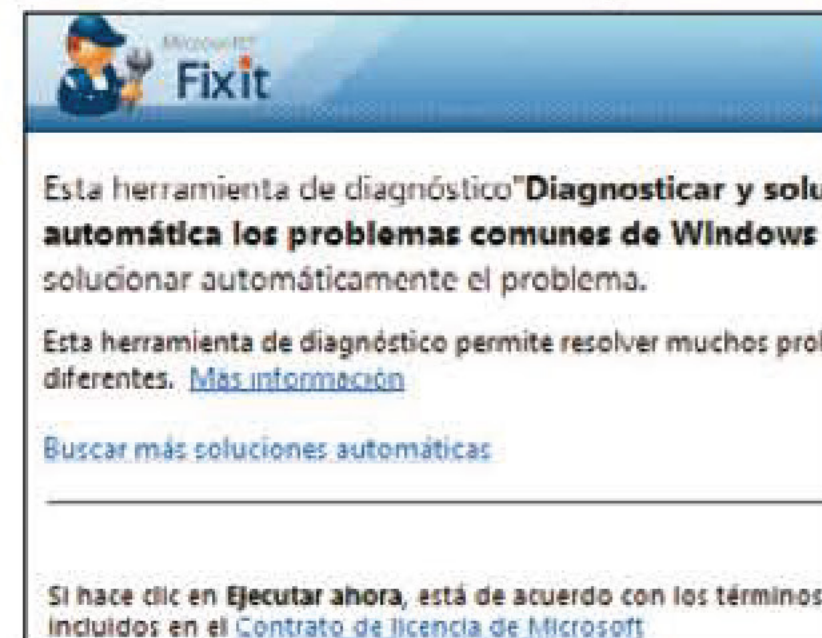 Microsoft®
Fixit
Esta herramienta de diagnóstico"Diagnosticar y solu
automática los problemas comunes de Windows
solucionar automáticamente el problema.
Esta herramienta de diagnóstico permite resolver muchos prol
diferentes. Más información
Buscar más soluciones automáticas
Si hace clic en Ejecutar ahora, está de acuerdo con los términos
incluidos en el Contrato de licencia de Microsoft